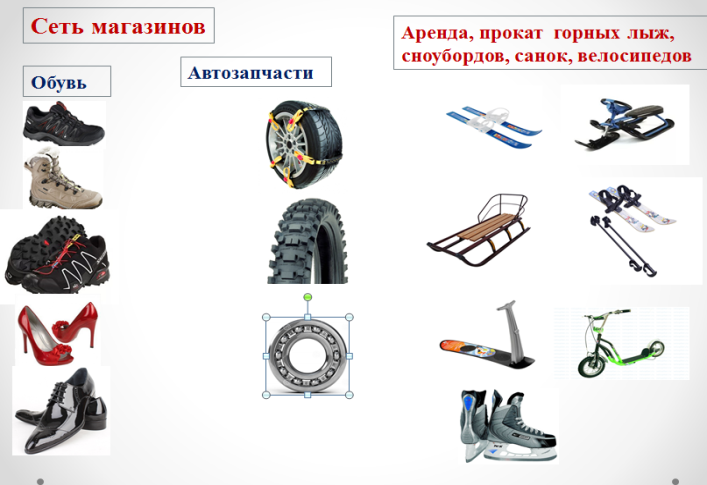 Сеть магазинов
Аренда, прокат горных лыж,
сноубордов, санок, велосипедов
Автозапчасти
Обувь